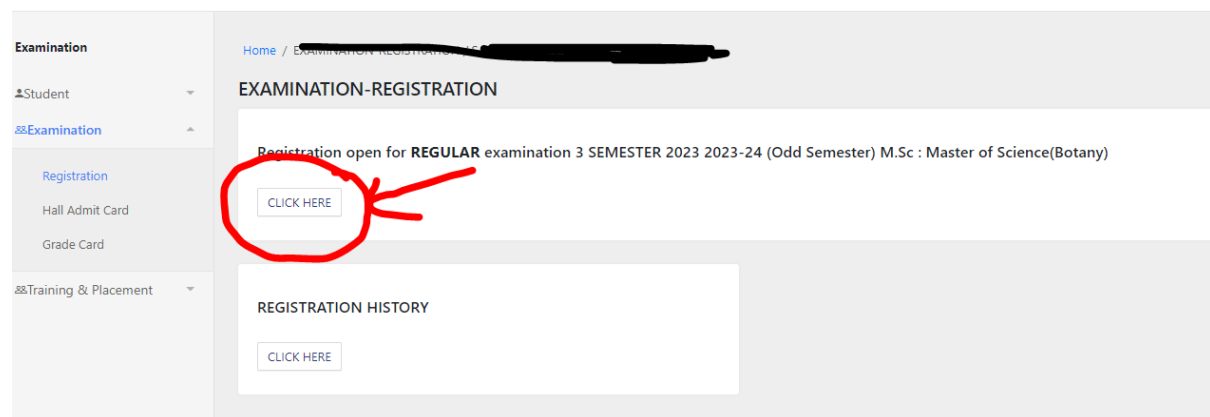 Examination
Student
Examination
Registration
Hall Admit Card
Grade Card
Training & Placement
Home /
EXAMINATION-REGISTRATION
Registration open for REGULAR examination 3 SEMESTER 2023 2023-24 (Odd Semester) M.Sc : Master of Science(Botany)
CLICK HERE
REGISTRATION HISTORY
CLICK HERE